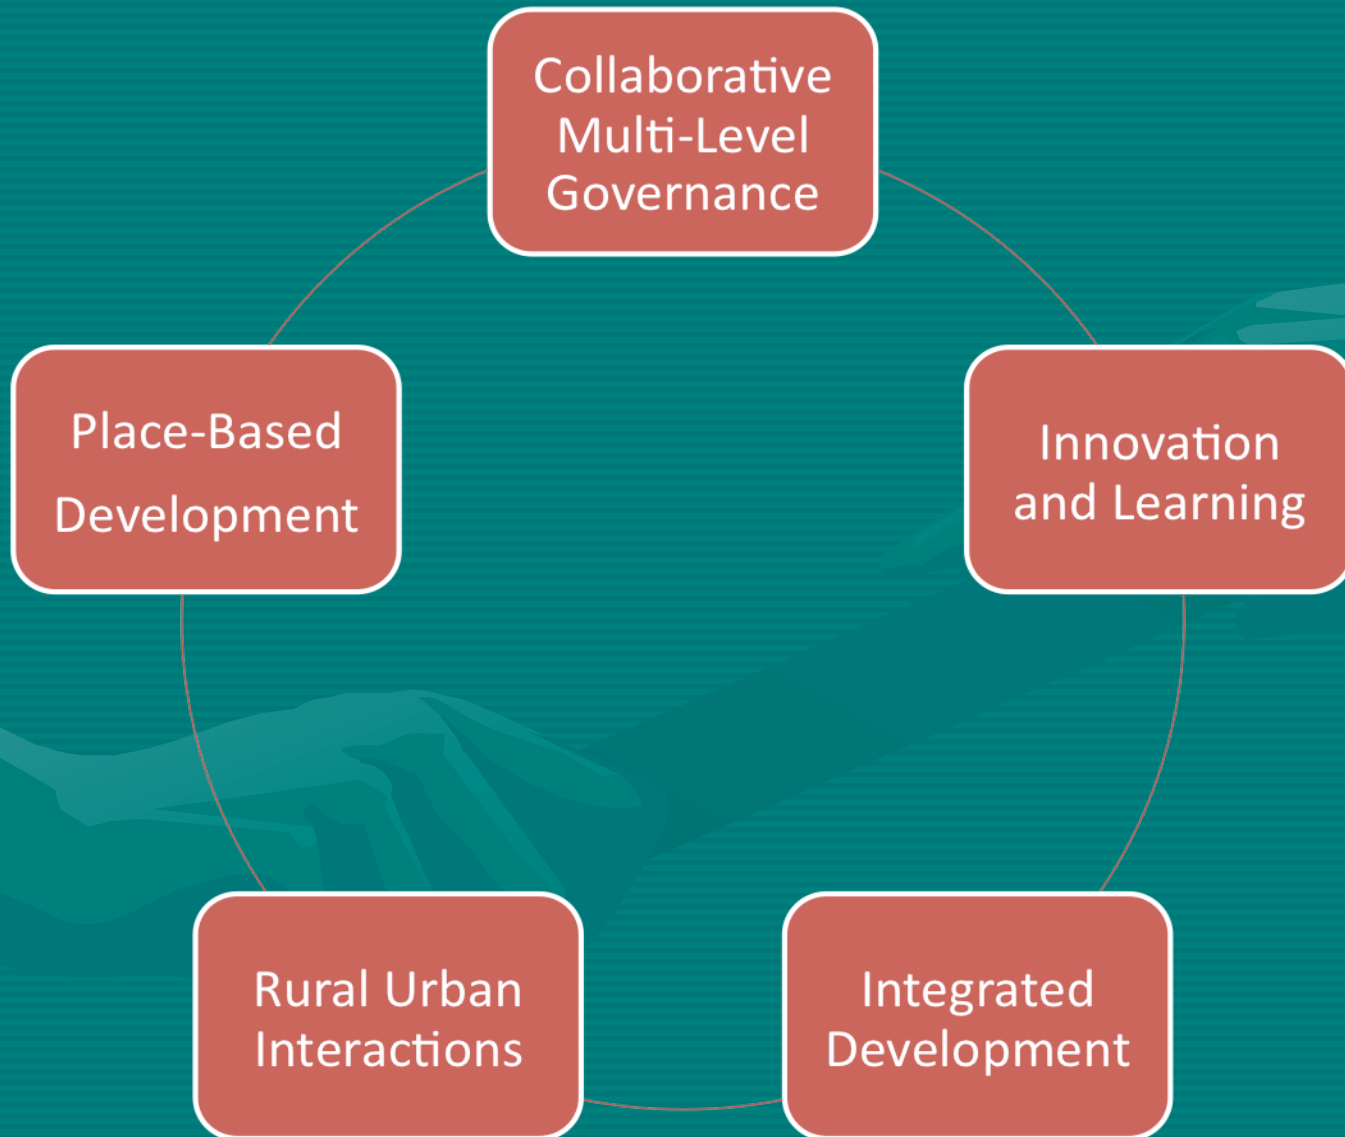 Collaborative
Multi-Level
Governance
Place-Based
Development
Innovation
and Learning
Rural Urban
Interactions
Integrated
Development